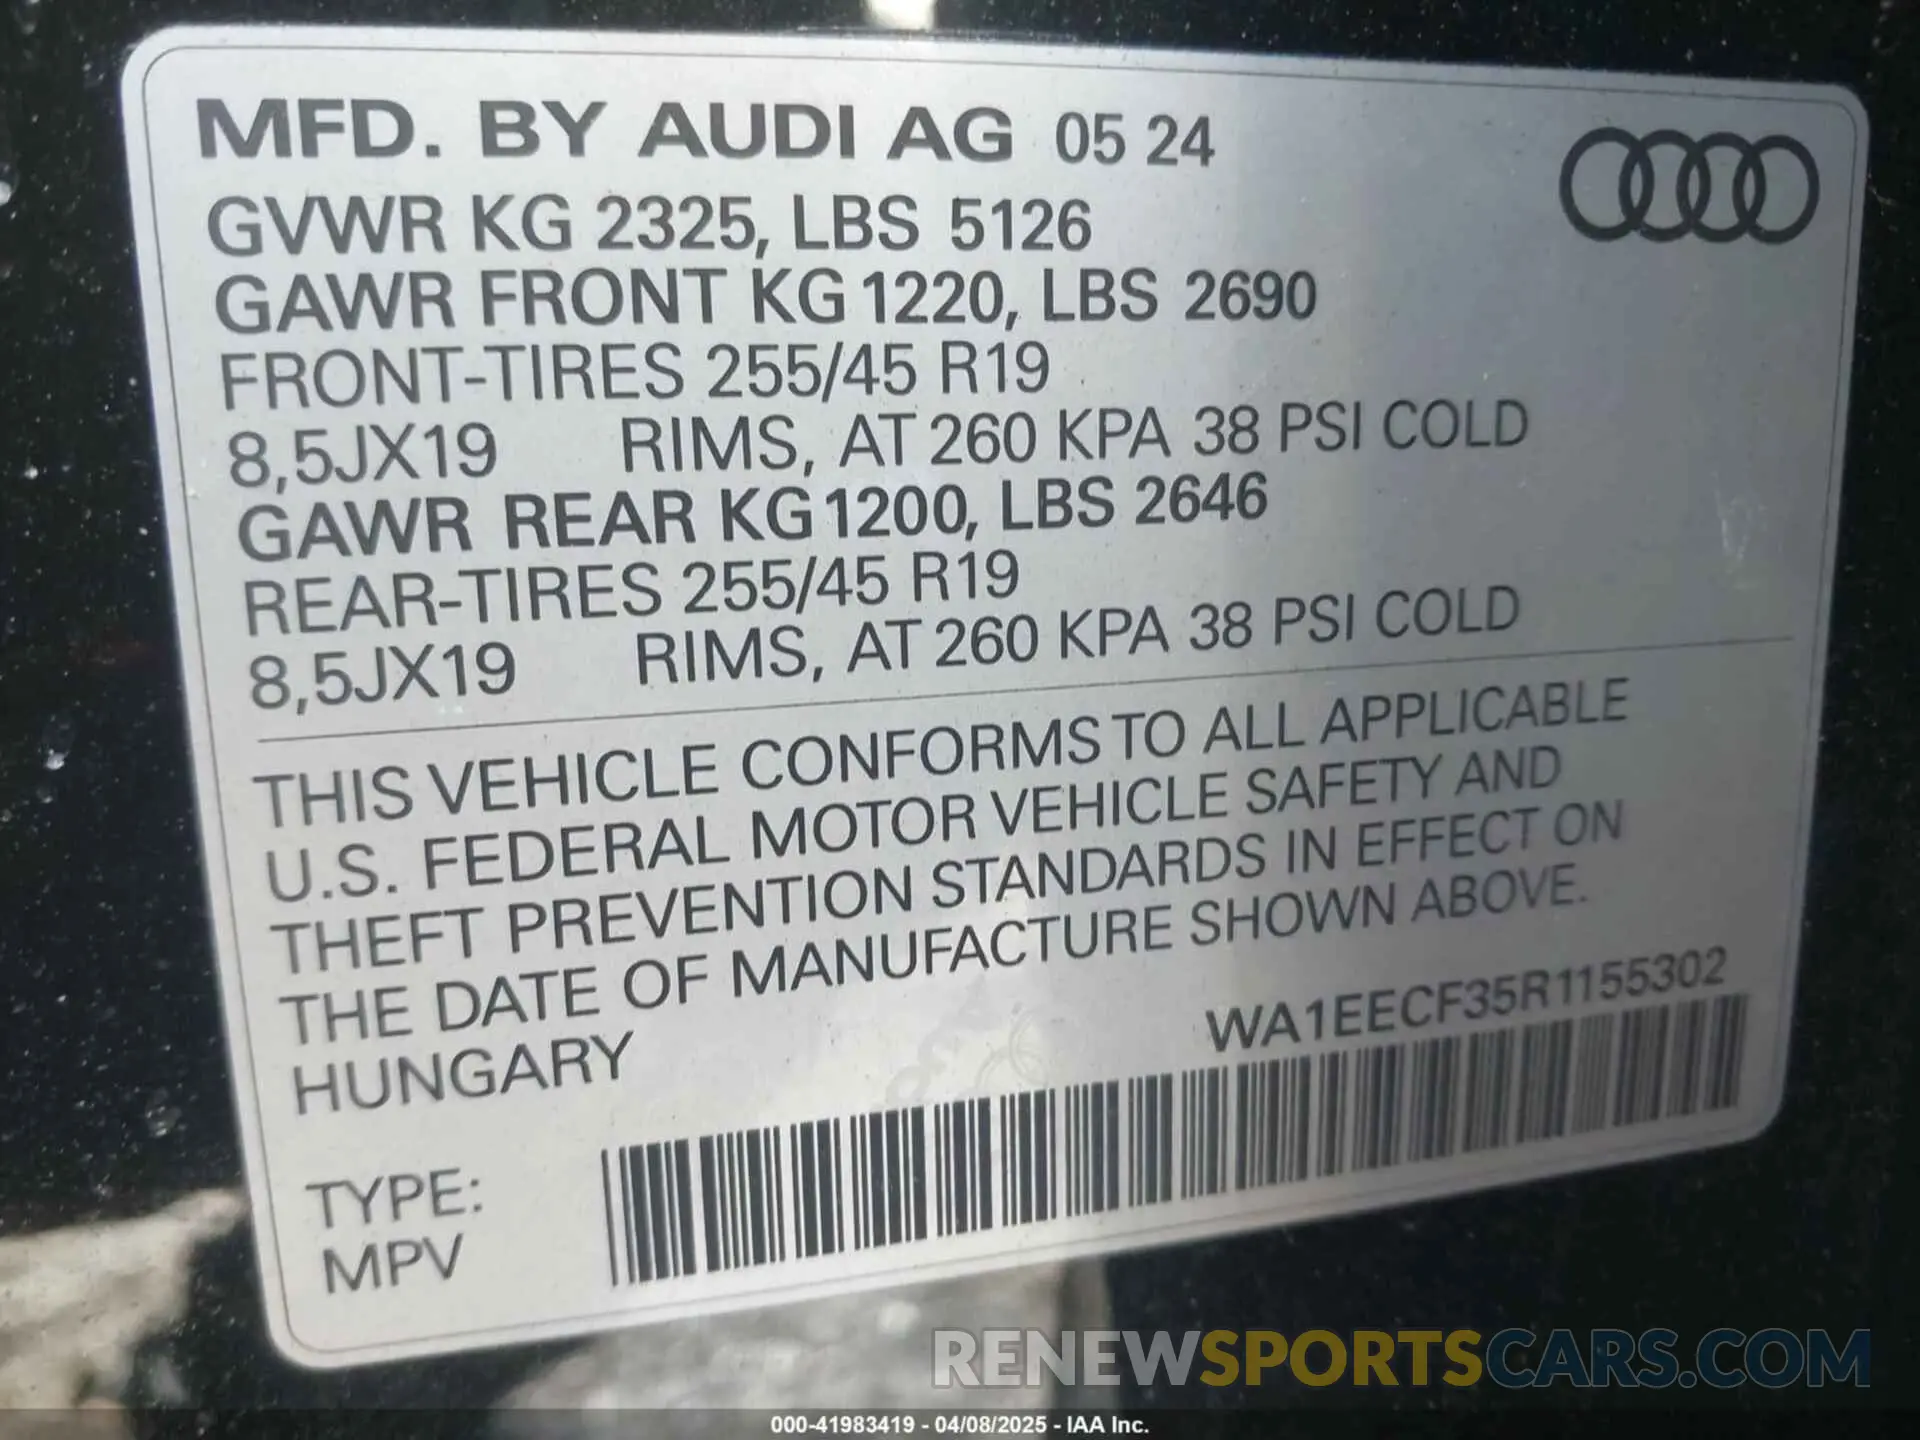 MFD. BY AUDI AG 05 24
GVWR KG 2325, LBS 5126
GAWR FRONT KG 1220, LBS 2690
FRONT-TIRES 255/45 R19
8,5JX19 RIMS, AT 260 KPA 38 PSI COLD
GAWR REAR KG 1200, LBS 2646
REAR-TIRES 255/45 R19
8,5JX19 RIMS, AT 260 KPA 38 PSI COLD
THIS VEHICLE CONFORMS TO ALL APPLICABLE
U.S. FEDERAL MOTOR VEHICLE SAFETY AND
THEFT PREVENTION STANDARDS IN EFFECT ON
THE DATE OF MANUFACTURE SHOWN ABOVE.
HUNGARY
WA1EECF35R1155302
TYPE:
MPV
RENEWSPORTSCARS.COM
000-41983419 - 04/08/2025 - IAA Inc.